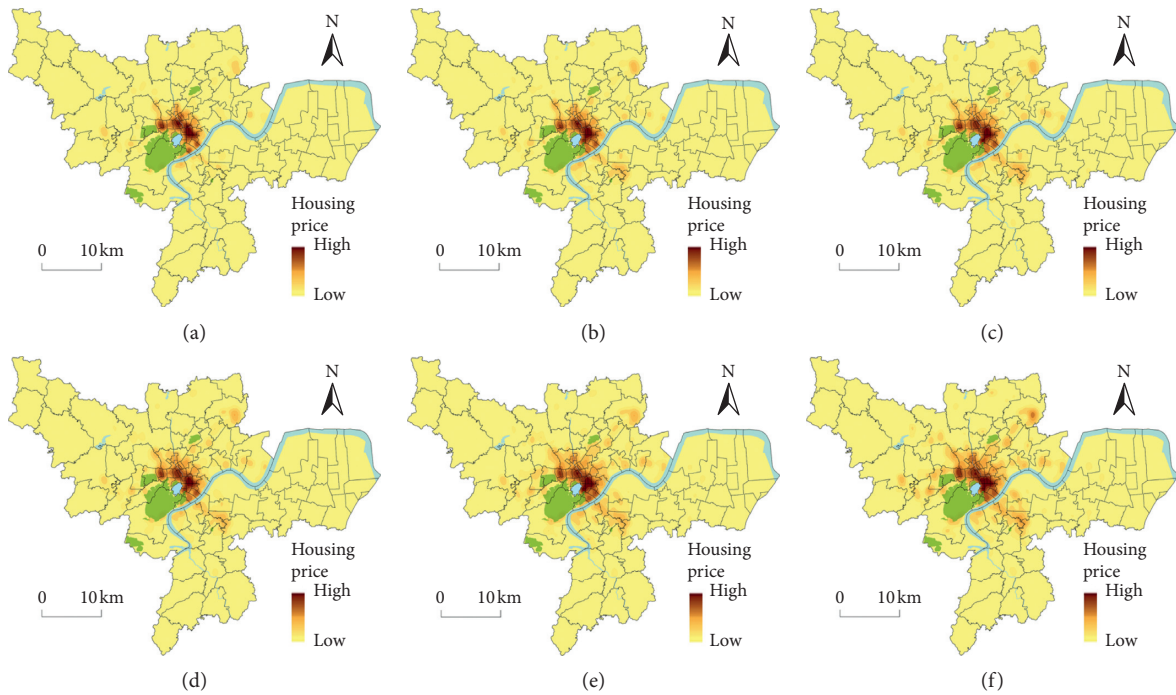 N
N
N
Housing
price
High
Low
0 10 km
Housing
price
High
Low
0 10 km
Housing
price
High
Low
0 10 km
(a)
(b)
(c)
N
N
N
Housing
price
High
Low
0 10 km
Housing
price
High
Low
0 10 km
Housing
price
High
Low
0 10 km
(d)
(e)
(f)